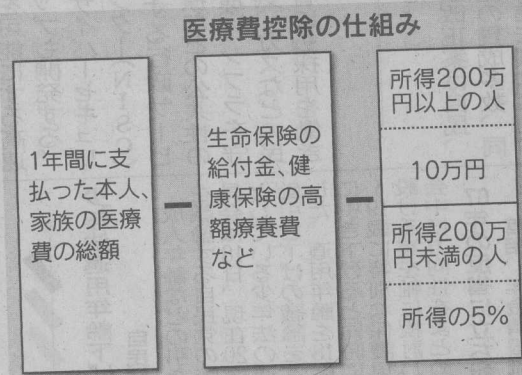 医療費控除の仕組み
1年間に支
払った本人、
家族の医療
費の総額
ー
生命保険の
給付金、健
康保険の高
額療養費
など
ー
所得200万
円以上の人
10万円
所得200万
円未満の人
所得の5%